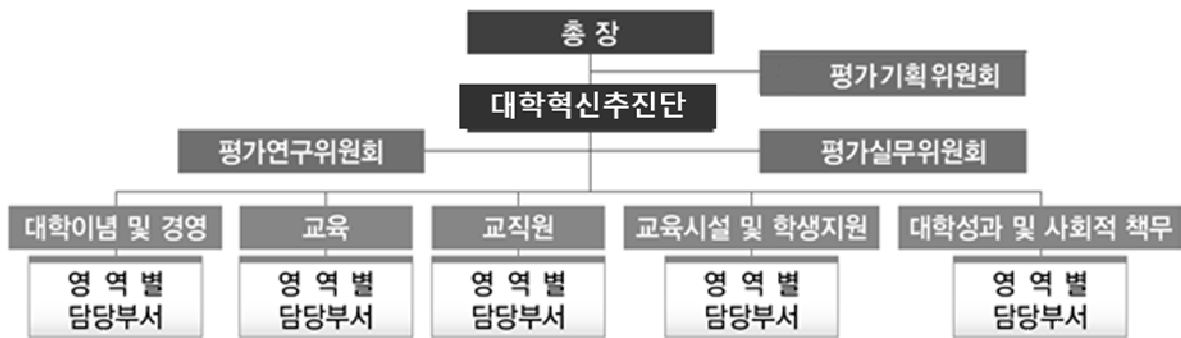 총 장
평가기획위원회
대학혁신추진단
평가연구위원회
평가실무위원회
대학이념 및 경영
교육
교직원
교육시설 및 학생지원
대학성과 및 사회적 책무
영 역 별
담당부서
영 역 별
담당부서
영 역 별
담당부서
영 역 별
담당부서
영 역 별
담당부서